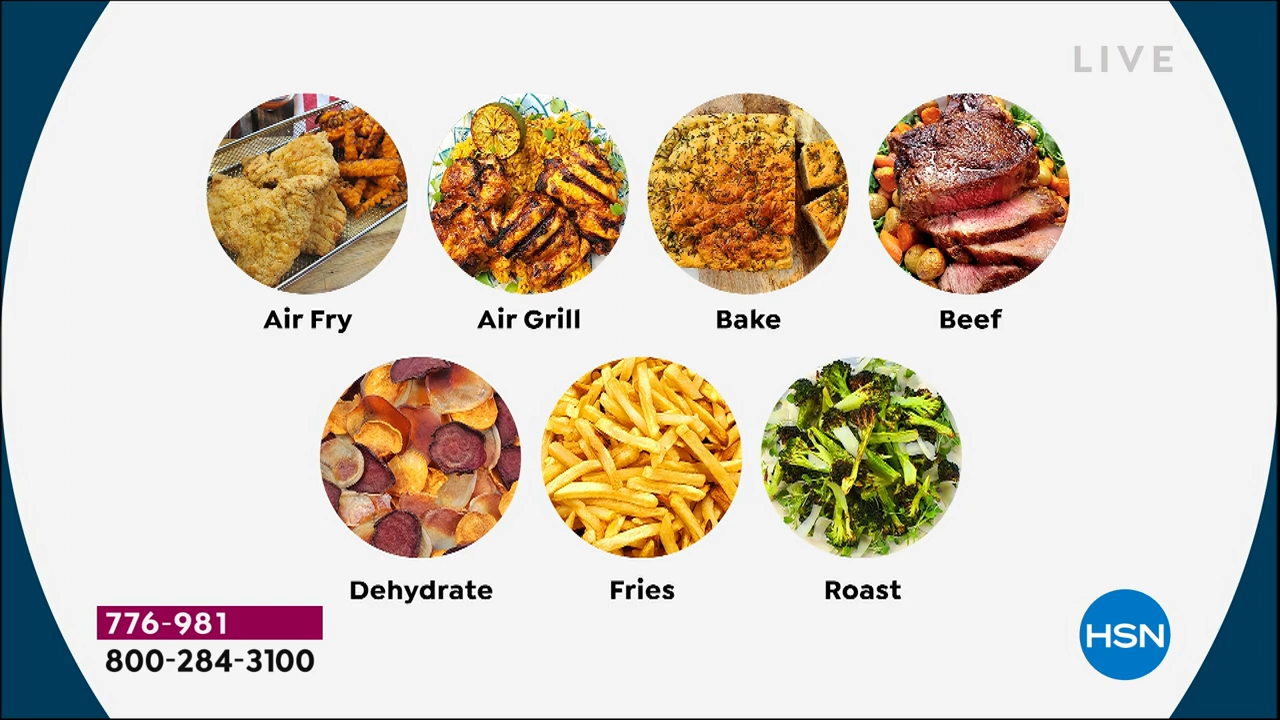 LIVE
Air Fry
Air Grill
Bake
Beef
Dehydrate
Fries
Roast
776-981
800-284-3100
HSN